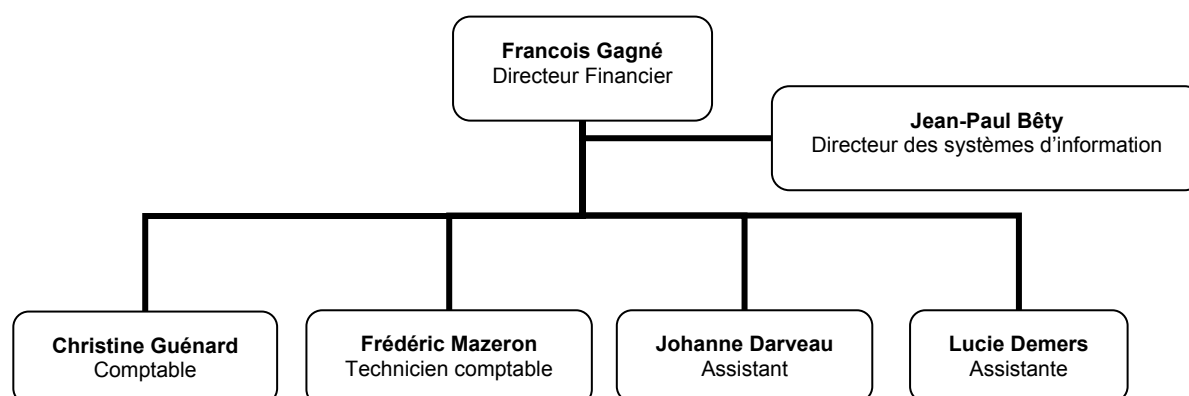 Francois Gagné
Directeur Financier
Jean-Paul Bêty
Directeur des systèmes d’information
Christine Guénard
Comptable
Frédéric Mazeron
Technicien comptable
Johanne Darveau
Assistant
Lucie Demers
Assistante